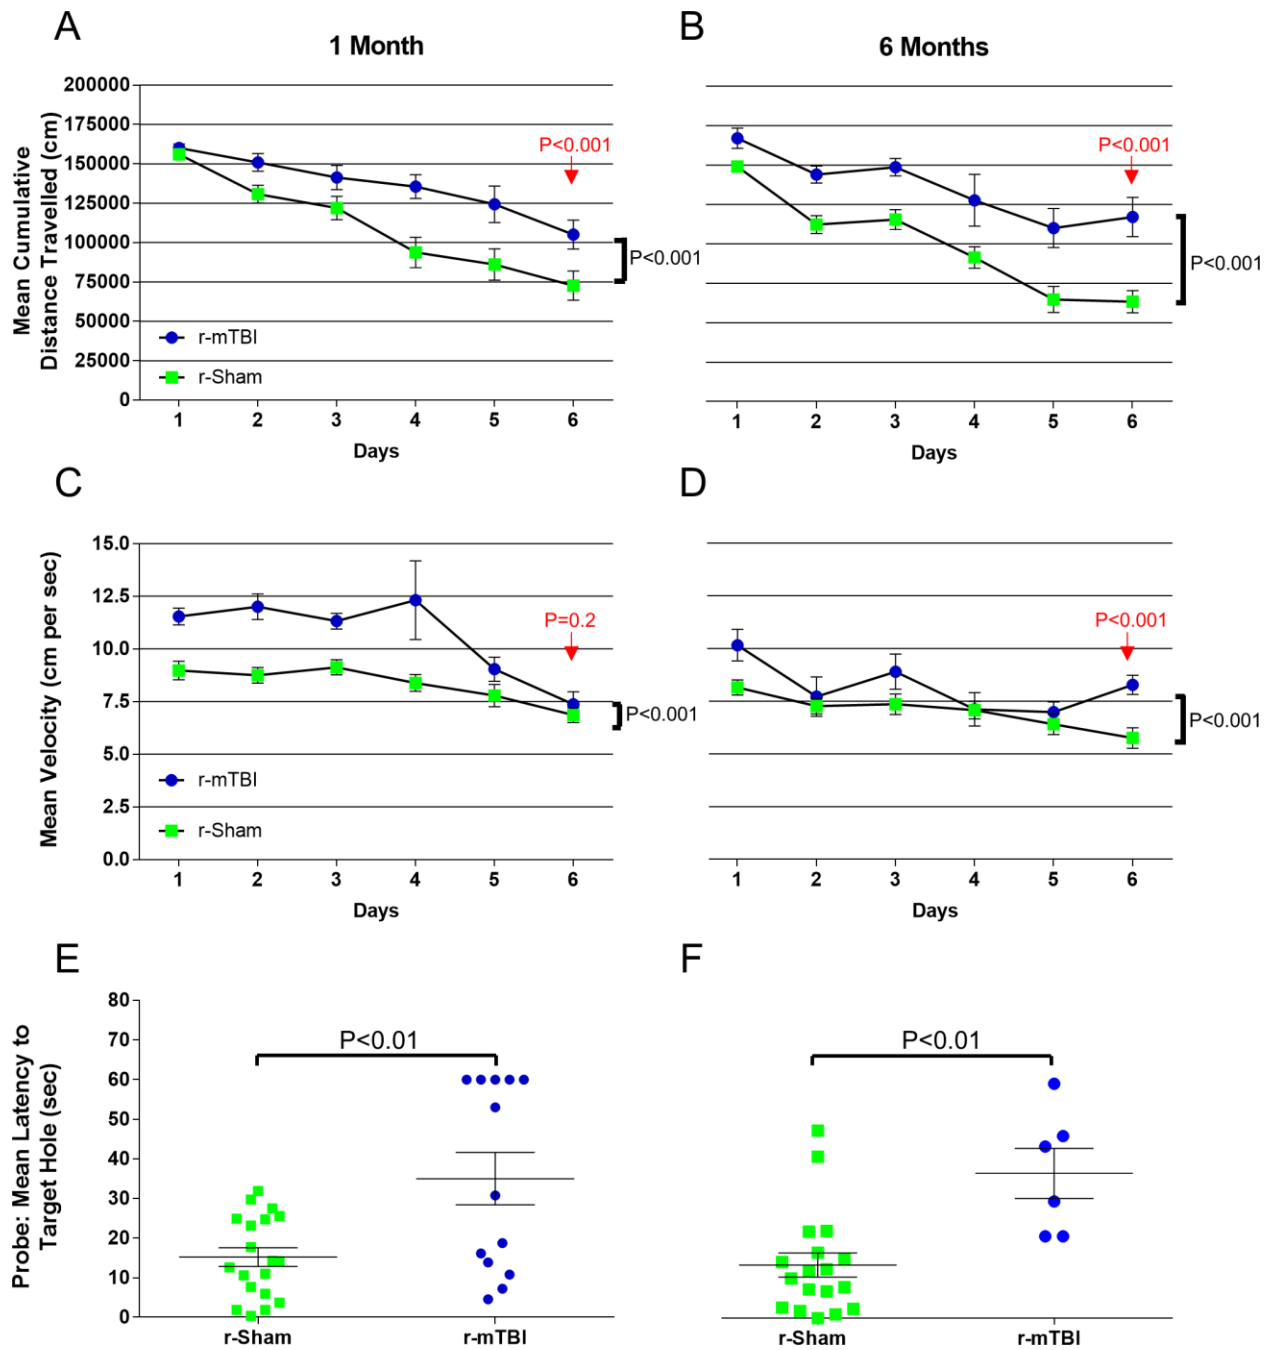 A
1 Month
B
6 Months
Mean Cumulative
Distance Travelled (cm)
200000
175000
150000
125000
100000
75000
50000
25000
0
P<0.001
P<0.001
r-mTBI
r-Sham
1 2 3 4 5 6
Days
P<0.001
P<0.001
1 2 3 4 5 6
Days
C
D
Mean Velocity (cm per sec)
15.0
12.5
10.0
7.5
5.0
2.5
0.0
P=0.2
P<0.001
r-mTBI
r-Sham
1 2 3 4 5 6
Days
P<0.001
P<0.001
1 2 3 4 5 6
Days
E
F
Probe: Mean Latency to
Target Hole (sec)
80
70
60
50
40
30
20
10
0
P<0.01
r-Sham r-mTBI
P<0.01
r-Sham r-mTBI